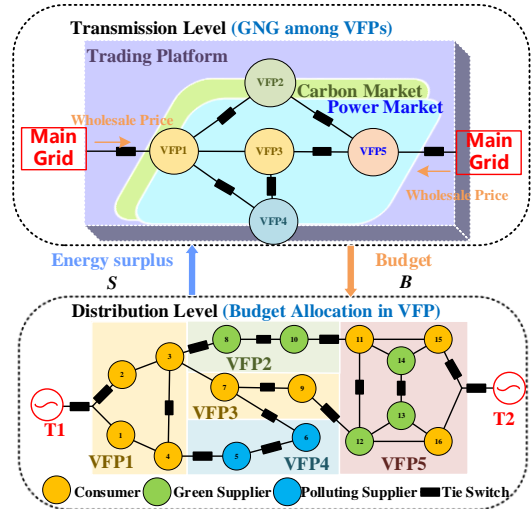 Transmission Level (GNG among VFPs)
Trading Platform
VFP2
Carbon Market
Power Market
Wholesale Price
Main
Grid
VFP1
VFP3
VFP5
Main
Grid
Wholesale Price
VFP4
Energy surplus
S
Budget
B
Distribution Level (Budget Allocation in VFP)
8
10
11
15
3
2
VFP2
14
7
9
VFP3
T1
T2
13
1
6
12
16
4
5
VFP1
VFP4
VFP5
Consumer
Green Supplier
Polluting Supplier
Tie Switch